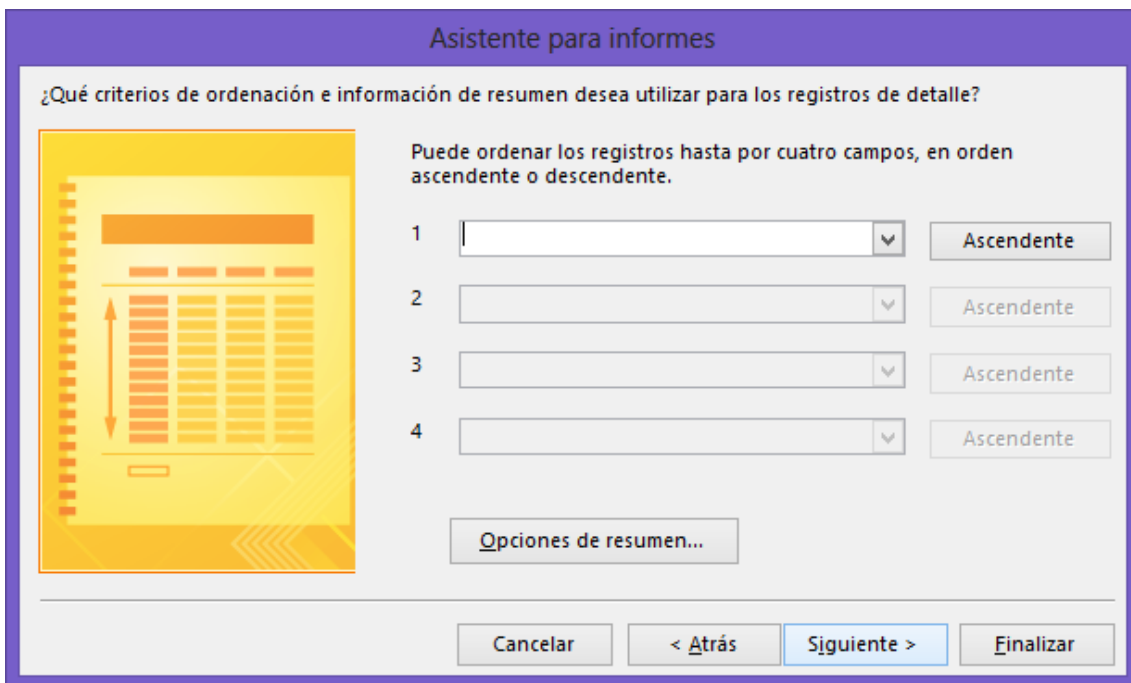 Asistente para informes
¿Qué criterios de ordenación e información de resumen desea utilizar para los registros de detalle?
Puede ordenar los registros hasta por cuatro campos, en orden
ascendente o descendente.
1 Ascendente
2 Ascendente
3 Ascendente
4 Ascendente
Opciones de resumen...
Cancelar < Atrás Siguiente > Finalizar